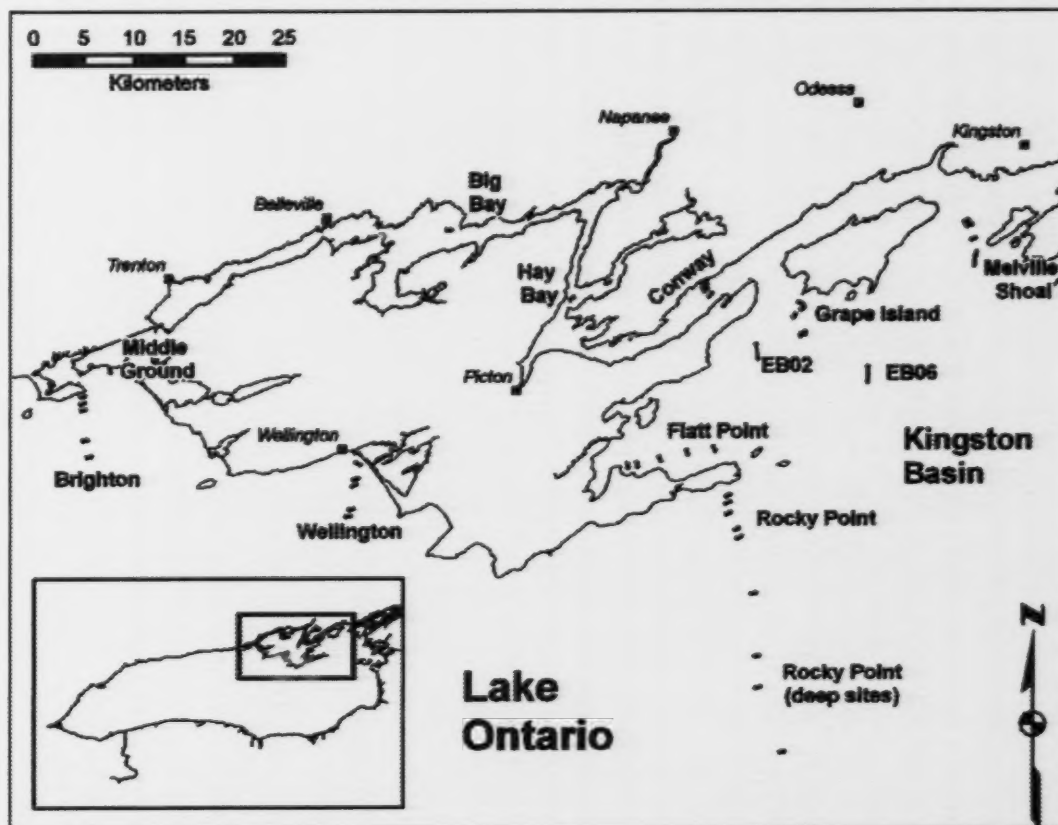 0 5 10 15 20 25
Kilometers
Odessa
Napanee
Kingston
Big
Bay
Belleville
Trenton
Hay
Bay
Conway
Melville
Shoal
Grape Island
Middle
Ground
EB02
EB06
Picton
Flatt Point
Kingston
Basin
Wellington
Brighton
Wellington
Rocky Point
N
Lake
Ontario
Rocky Point
(deep sites)